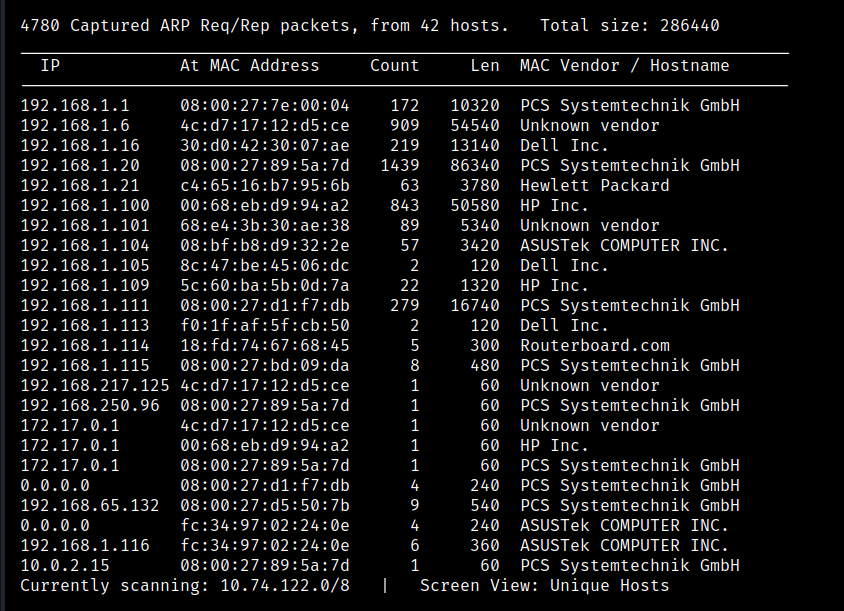 4780 Captured ARP Req/Rep packets, from 42 hosts.   Total size: 286440
IP            At MAC Address     Count     Len  MAC Vendor / Hostname
192.168.1.1     08:00:27:7e:00:04    172   10320  PCS Systemtechnik GmbH
192.168.1.6     4c:d7:17:12:d5:ce    909   54540  Unknown vendor
192.168.1.16    30:d0:42:30:07:ae    219   13140  Dell Inc.
192.168.1.20    08:00:27:89:5a:7d   1439   86340  PCS Systemtechnik GmbH
192.168.1.21    c4:65:16:b7:95:6b     63    3780  Hewlett Packard
192.168.1.100   00:68:eb:d9:94:a2    843   50580  HP Inc.
192.168.1.101   68:e4:3b:30:ae:38     89    5340  Unknown vendor
192.168.1.104   08:bf:b8:d9:32:2e     57    3420  ASUSTek COMPUTER INC.
192.168.1.105   8c:47:be:45:06:dc      2     120  Dell Inc.
192.168.1.109   5c:60:ba:5b:0d:7a     22    1320  HP Inc.
192.168.1.111   08:00:27:d1:f7:db    279   16740  PCS Systemtechnik GmbH
192.168.1.113   f0:1f:af:5f:cb:50      2     120  Dell Inc.
192.168.1.114   18:fd:74:67:68:45      5     300  Routerboard.com
192.168.1.115   08:00:27:bd:09:da      8     480  PCS Systemtechnik GmbH
192.168.217.125 4c:d7:17:12:d5:ce      1      60  Unknown vendor
192.168.250.96  08:00:27:89:5a:7d      1      60  PCS Systemtechnik GmbH
172.17.0.1      4c:d7:17:12:d5:ce      1      60  Unknown vendor
172.17.0.1      00:68:eb:d9:94:a2      1      60  HP Inc.
172.17.0.1      08:00:27:89:5a:7d      1      60  PCS Systemtechnik GmbH
0.0.0.0         08:00:27:d1:f7:db      4     240  PCS Systemtechnik GmbH
192.168.65.132  08:00:27:d5:50:7b      9     540  PCS Systemtechnik GmbH
0.0.0.0         fc:34:97:02:24:0e      4     240  ASUSTek COMPUTER INC.
192.168.1.116   fc:34:97:02:24:0e      6     360  ASUSTek COMPUTER INC.
10.0.2.15       08:00:27:89:5a:7d      1      60  PCS Systemtechnik GmbH
Currently scanning: 10.74.122.0/8   |   Screen View: Unique Hosts